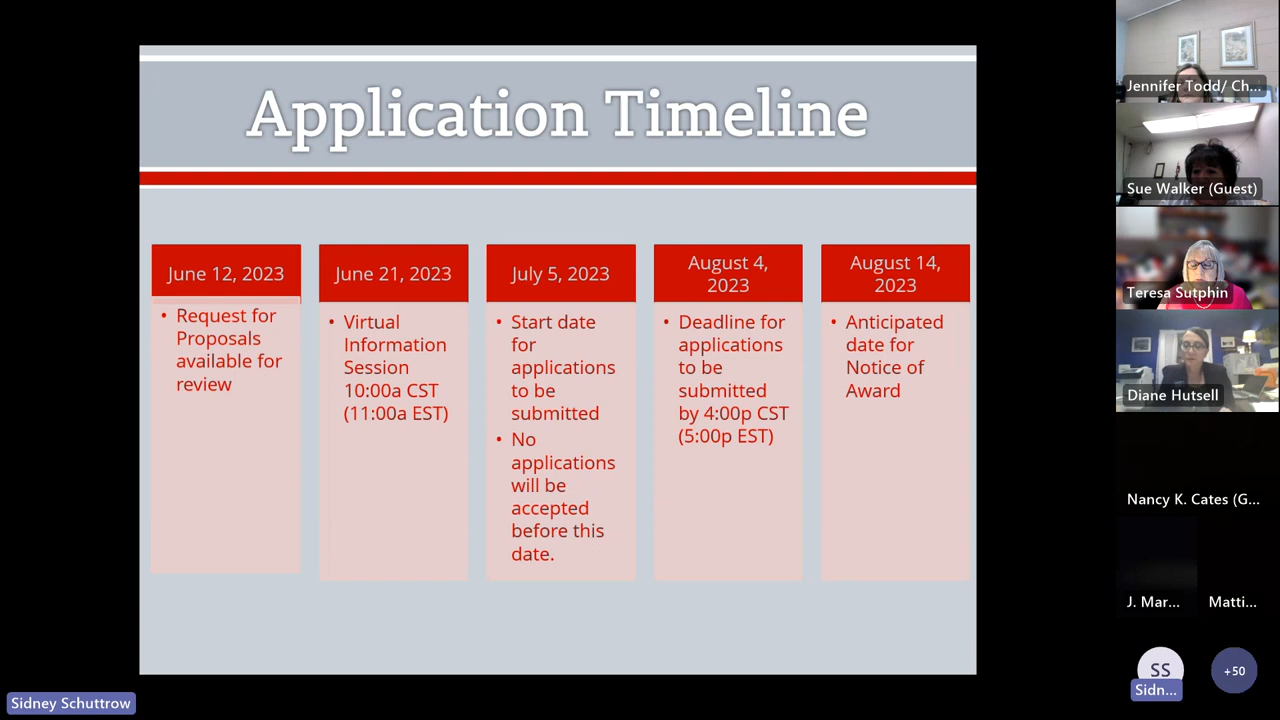 Application Timeline
June 12, 2023
• Request for
Proposals
available for
review
June 21, 2023
• Virtual
Information
Session
10:00a CST
(11:00a EST)
July 5, 2023
• Start date
for
applications
to be
submitted
• No
applications
will be
accepted
before this
date.
August 4,
2023
• Deadline for
applications
to be
submitted
by 4:00p CST
(5:00p EST)
August 14,
2023
• Anticipated
date for
Notice of
Award
Jennifer Todd/ Ch...
Sue Walker (Guest)
Teresa Sutphin
Diane Hutsell
Nancy K. Cates (G...
J. Mar...
Matti...
SS
Sidn...
+50
Sidney Schuttrow